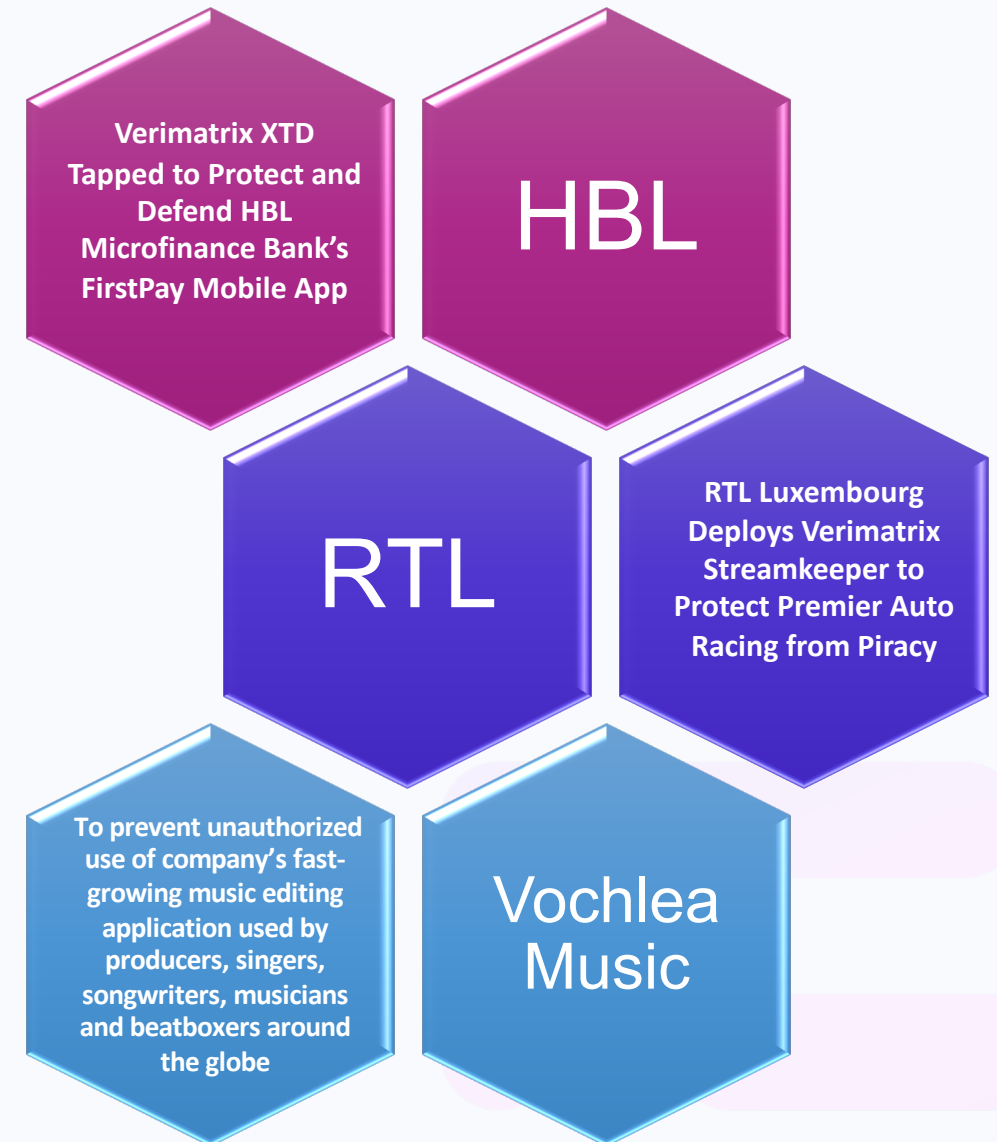 Verimatrix XTD
Tapped to Protect and
Defend HBL
Microfinance Bank’s
FirstPay Mobile App
HBL
RTL
RTL Luxembourg
Deploys Verimatrix
Streamkeeper to
Protect Premier Auto
Racing from Piracy
To prevent unauthorized
use of company’s fast-
growing music editing
application used by
producers, singers,
songwriters, musicians
and beatboxers around
the globe
Vochlea
Music